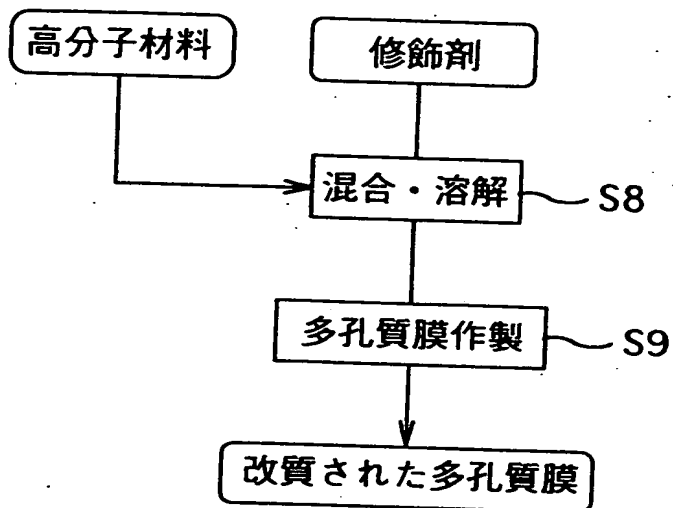 高分子材料
修飾剤
混合・溶解
S8
多孔質膜作製
S9
改質された多孔質膜